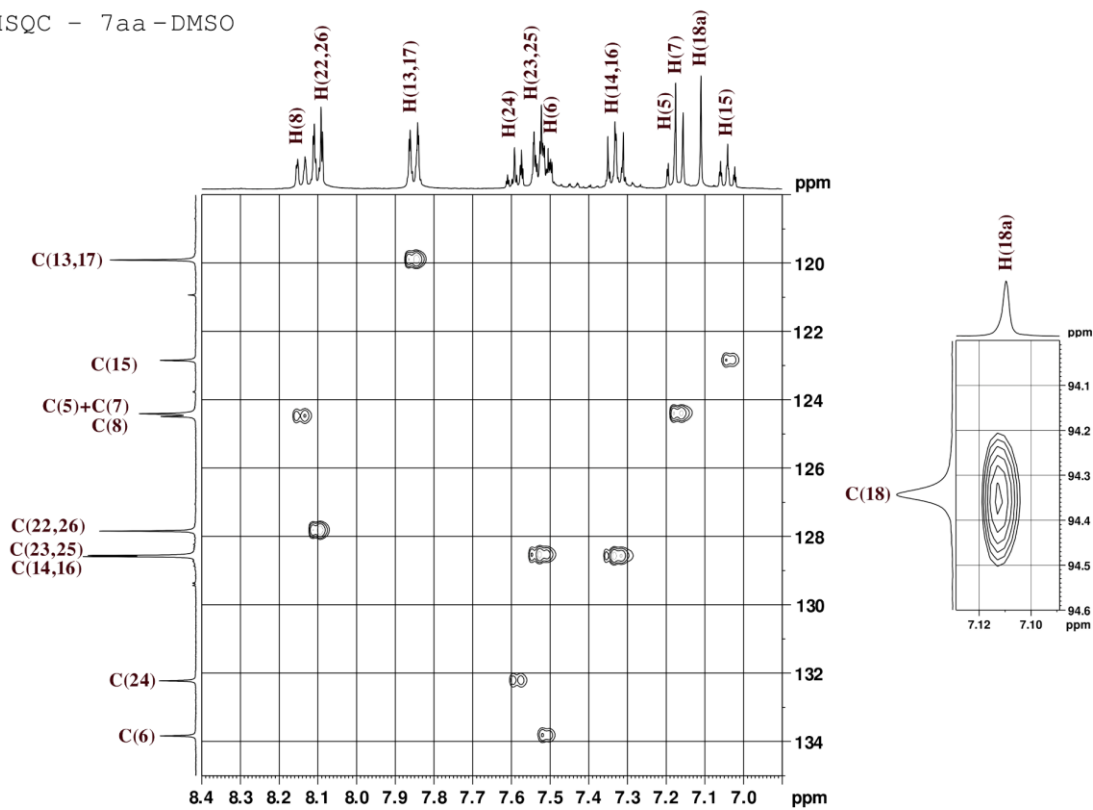 HSQC - 7aa-DMSO
H(8)
H(22,26)
H(13,17)
H(24)
H(23,25)
H(6)
H(14,16)
H(5)
H(7)
H(18a)
H(15)
ppm
C(13,17)
C(15)
C(5)+C(7)
C(8)
C(22,26)
C(23,25)
C(14,16)
C(24)
C(6)
120
122
124
126
128
130
132
134
8.4 8.3 8.2 8.1 8.0 7.9 7.8 7.7 7.6 7.5 7.4 7.3 7.2 7.1 7.0 ppm
H(18a)
ppm
C(18)
94.1
94.2
94.3
94.4
94.5
94.6
7.12 7.10 ppm